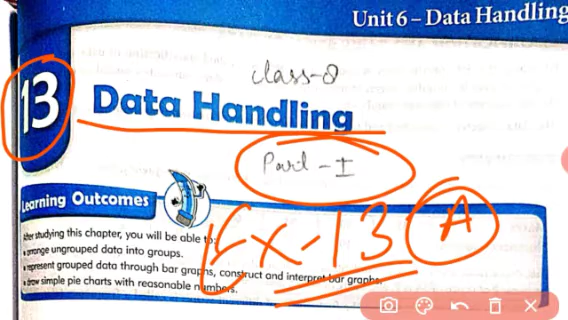 Unit 6 – Data Handling
class-8
13
Data Handling
Part - I
Learning Outcomes
After studying this chapter, you will be able to:
arrange ungrouped data into groups.
represent grouped data through bar graphs, construct and interpret bar graphs.
draw simple pie charts with reasonable numbers.
Ex-13 A